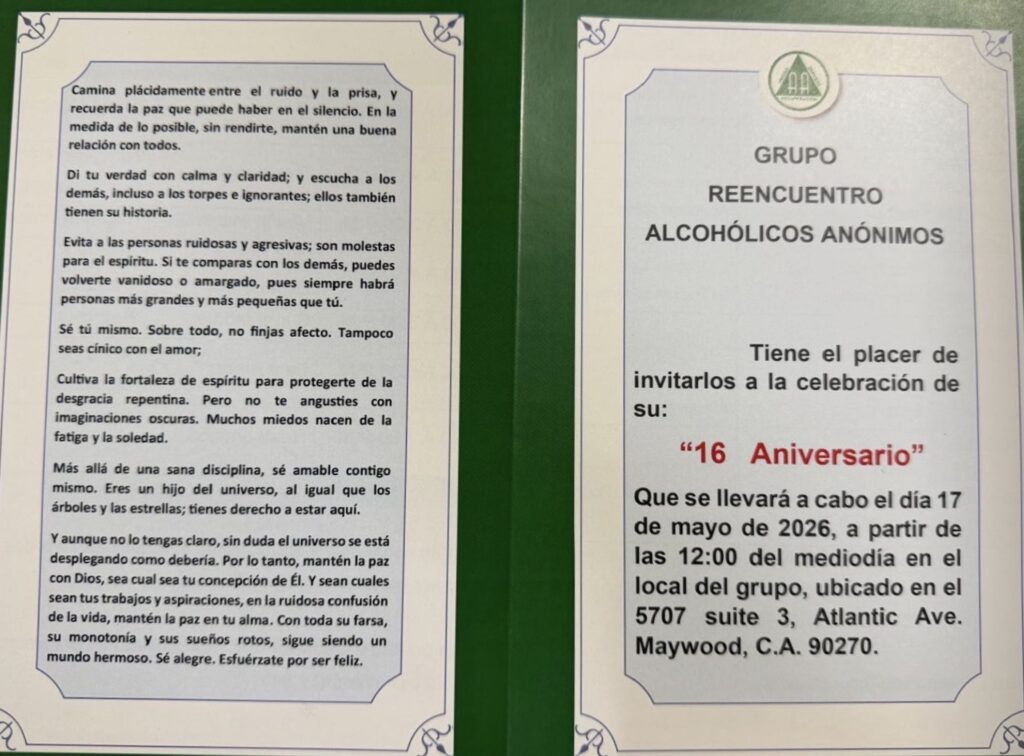 Camina plácidamente entre el ruido y la prisa, y
recuerda la paz que puede haber en el silencio. En la
medida de lo posible, sin rendirte, mantén una buena
relación con todos.
Di tu verdad con calma y claridad; y escucha a los
demás, incluso a los torpes e ignorantes; ellos también
tienen su historia.
Evita a las personas ruidosas y agresivas; son molestas
para el espíritu. Si te comparas con los demás, puedes
volverte vanidoso o amargado, pues siempre habrá
personas más grandes y más pequeñas que tú.
Sé tú mismo. Sobre todo, no finjas afecto. Tampoco
seas cínico con el amor;
Cultiva la fortaleza de espíritu para protegerte de la
desgracia repentina. Pero no te angusties con
imaginaciones oscuras. Muchos miedos nacen de la
fatiga y la soledad.
Más allá de una sana disciplina, sé amable contigo
mismo. Eres un hijo del universo, al igual que los
árboles y las estrellas; tienes derecho a estar aquí.
Y aunque no lo tengas claro, sin duda el universo se está
desplegando como debería. Por lo tanto, mantén la paz
con Dios, sea cual sea tu concepción de Él. Y sean cuales
sean tus trabajos y aspiraciones, en la ruidosa confusión
de la vida, mantén la paz en tu alma. Con toda su farsa,
su monotonía y sus sueños rotos, sigue siendo un
mundo hermoso. Sé alegre. Esfuérzate por ser feliz.
AA
GRUPO
REENCUENTRO
ALCOHÓLICOS ANÓNIMOS
Tiene el placer de
invitarlos a la celebración de
su:
“16 Aniversario”
Que se llevará a cabo el día 17
de mayo de 2026, a partir de
las 12:00 del mediodía en el
local del grupo, ubicado en el
5707 suite 3, Atlantic Ave.
Maywood, C.A. 90270.